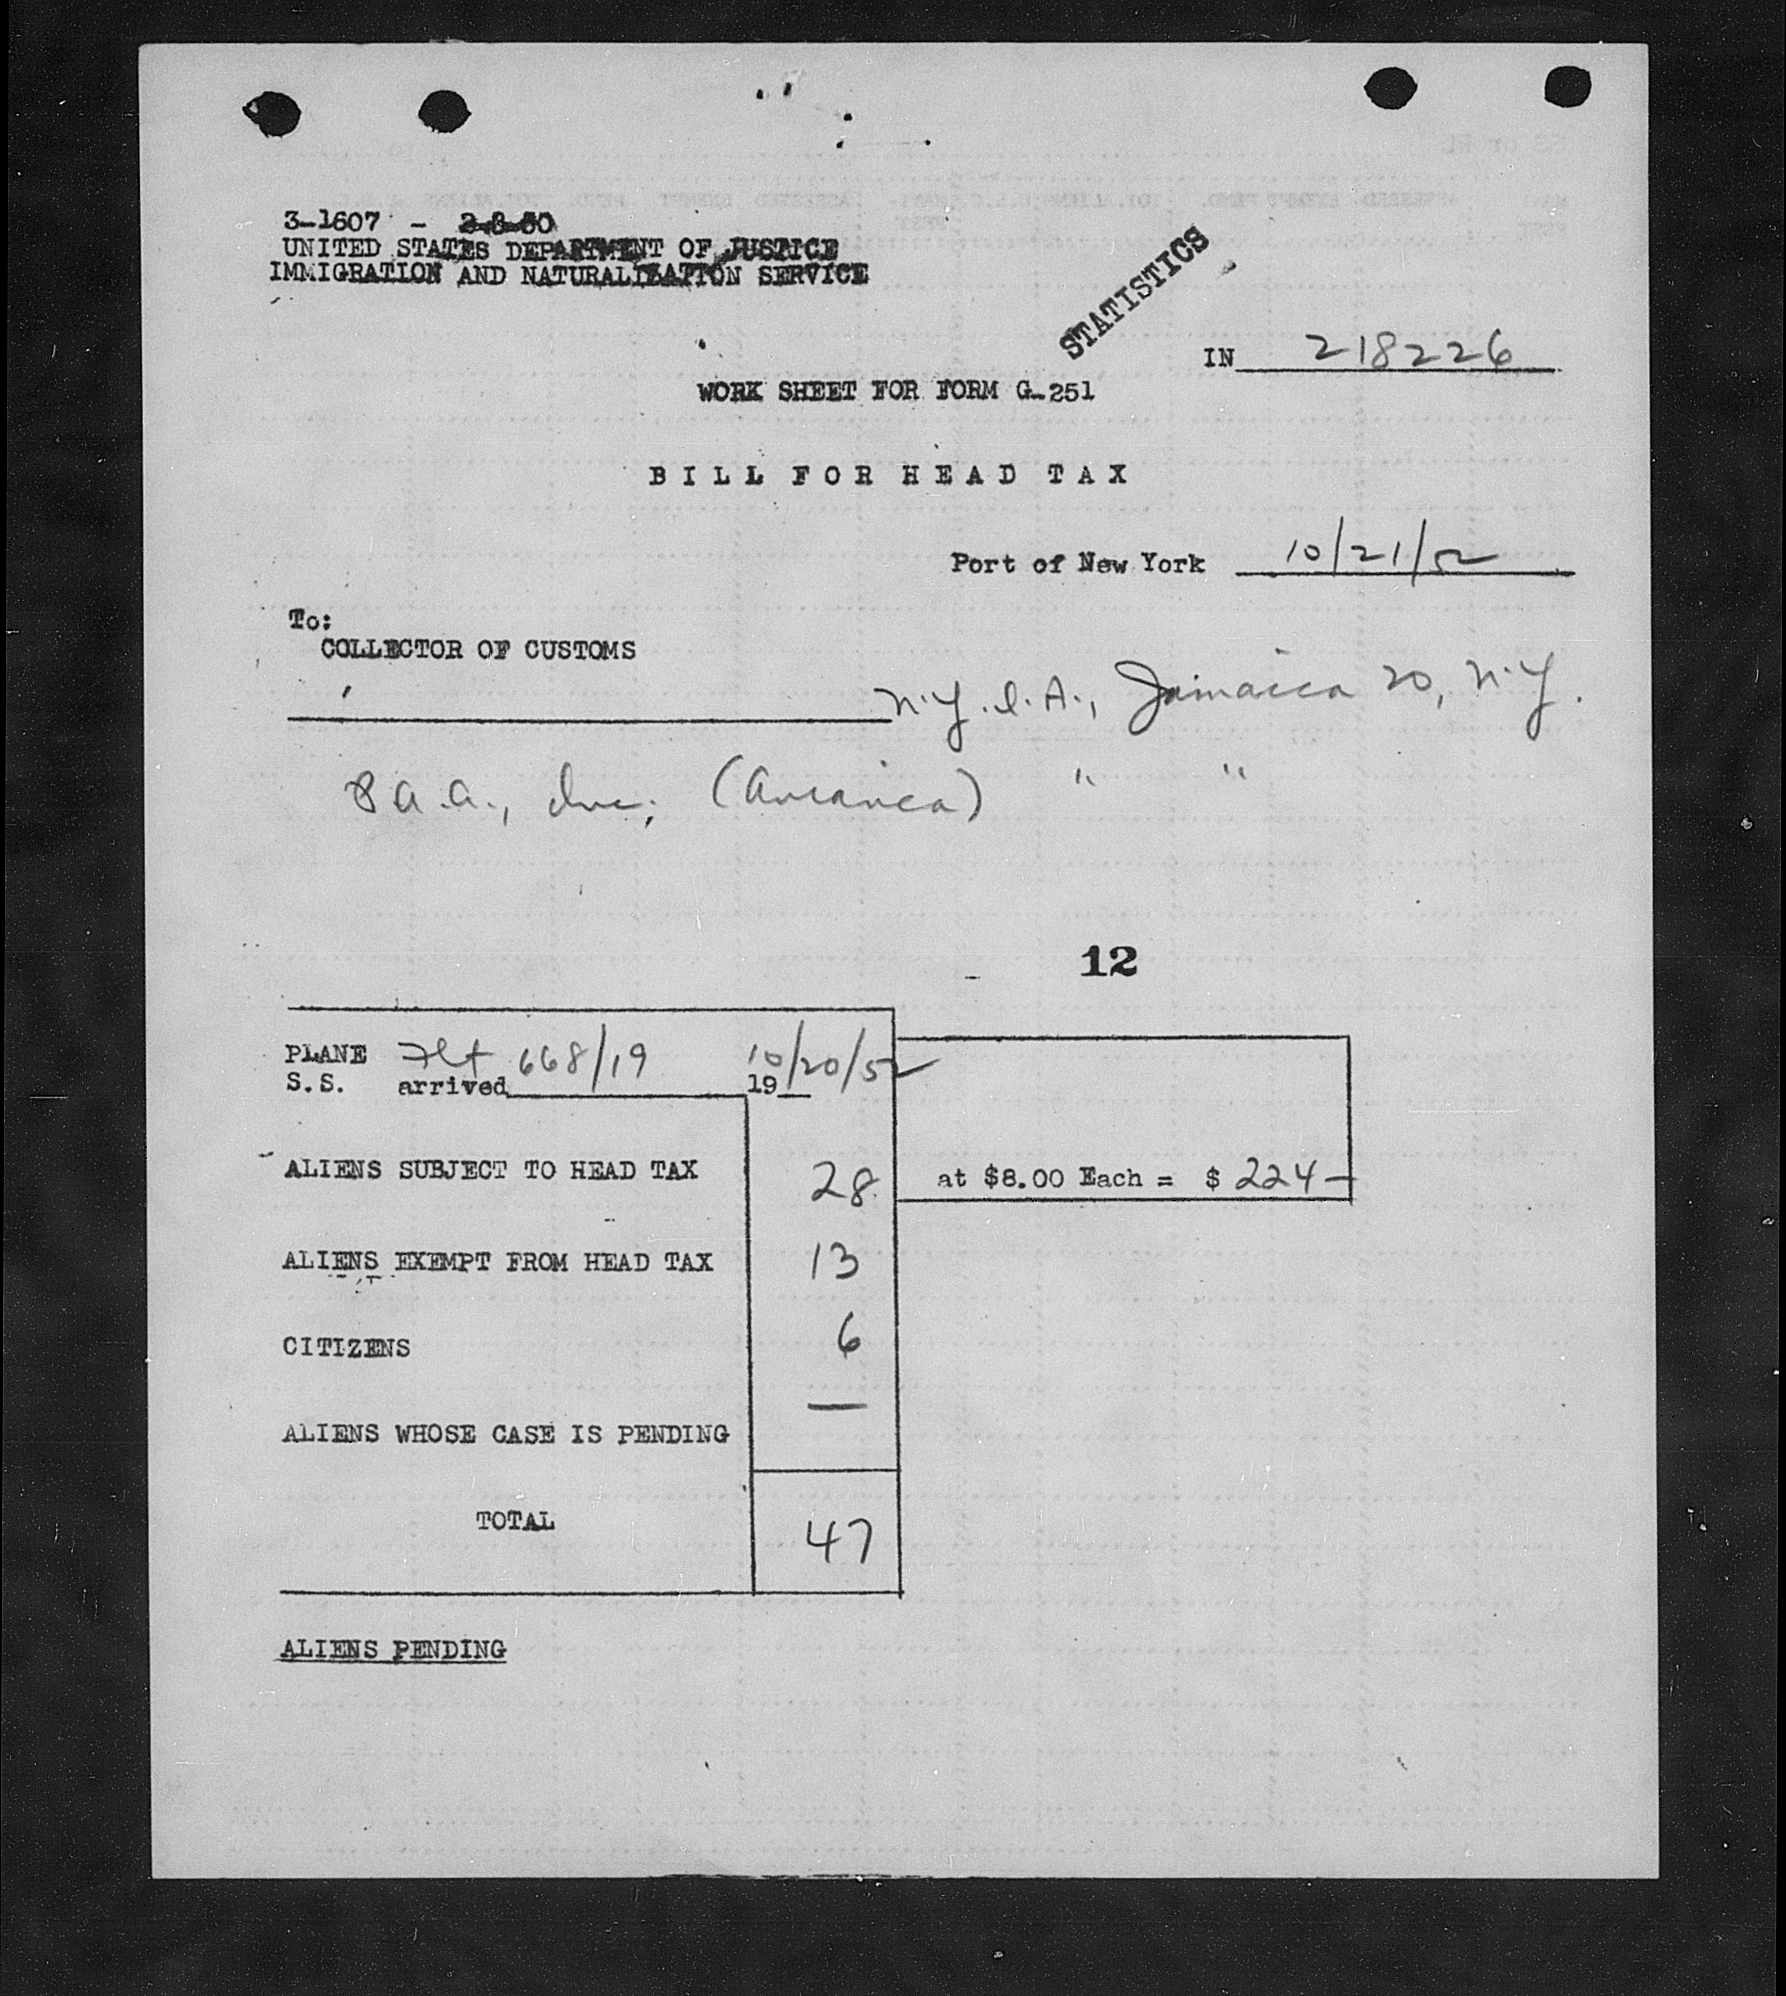 3-1607 - 2-8-50
UNITED STATES DEPARTMENT OF JUSTICE
IMMIGRATION AND NATURALIZATION SERVICE
STATISTICS
IN 218226
WORK SHEET FOR FORM G-251
BILL FOR HEAD TAX
Port of New York 10/21/52
To:
COLLECTOR OF CUSTOMS
N.Y.I.A., Jamaica 20, N.Y.
A.A., Inc. (Avianca) " "
12
PLANE Flt 668/19 10/20/52
S.S. arrived 19
ALIENS SUBJECT TO HEAD TAX 28 at $8.00 Each = $ 224-
ALIENS EXEMPT FROM HEAD TAX 13
CITIZENS 6
ALIENS WHOSE CASE IS PENDING —
TOTAL 47
ALIENS PENDING